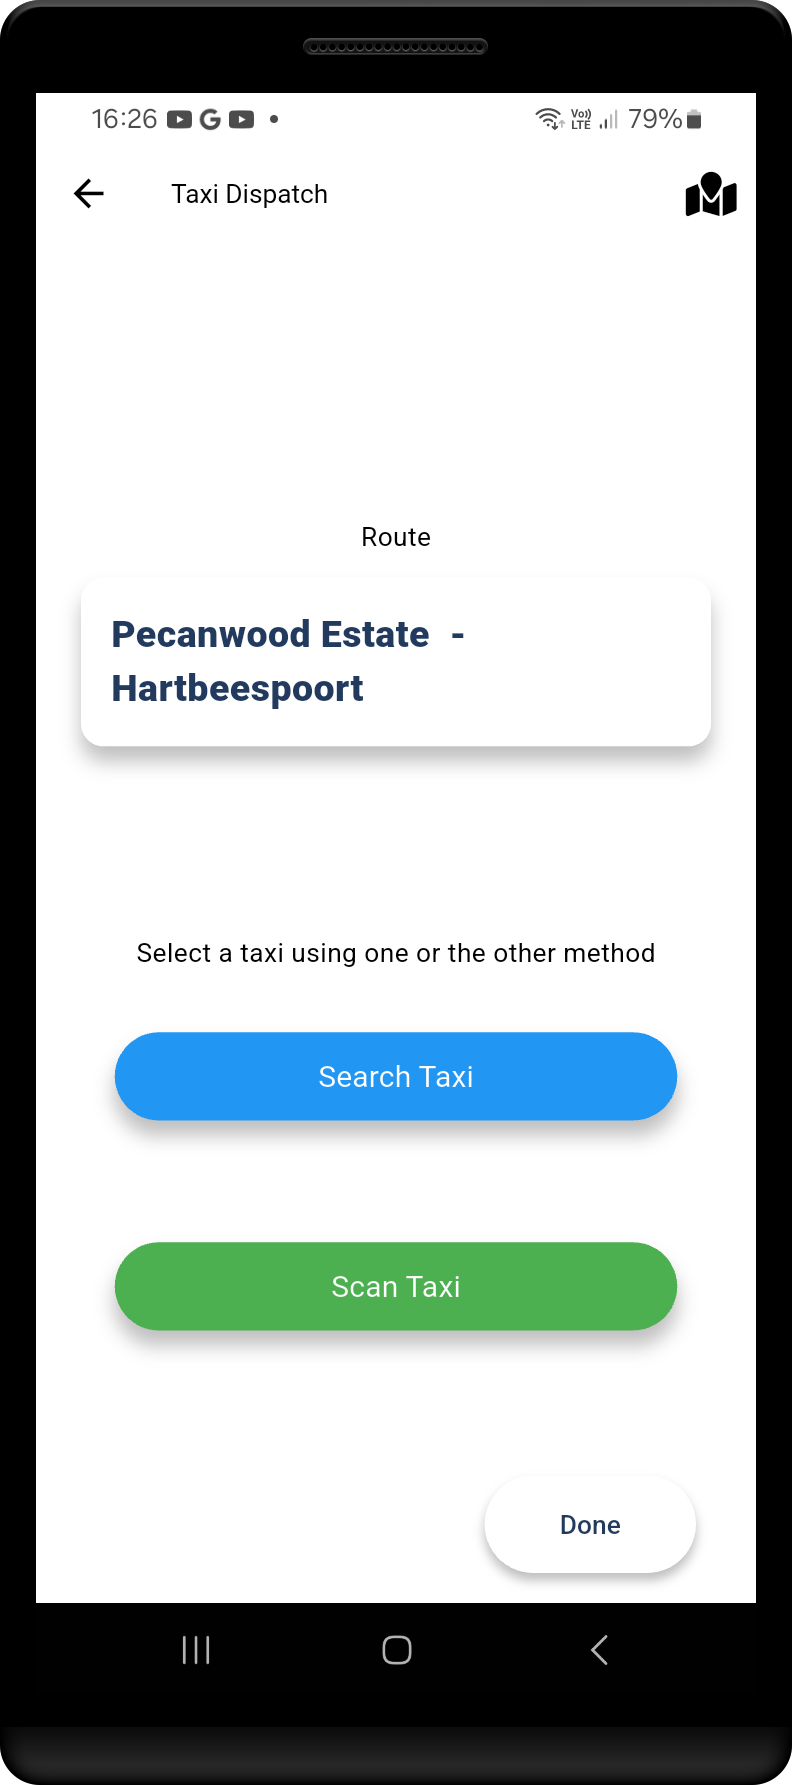 16:26 G Vo)) LTE 79%
Taxi Dispatch
Route
Pecanwood Estate  -
Hartbeespoort
Select a taxi using one or the other method
Search Taxi
Scan Taxi
Done